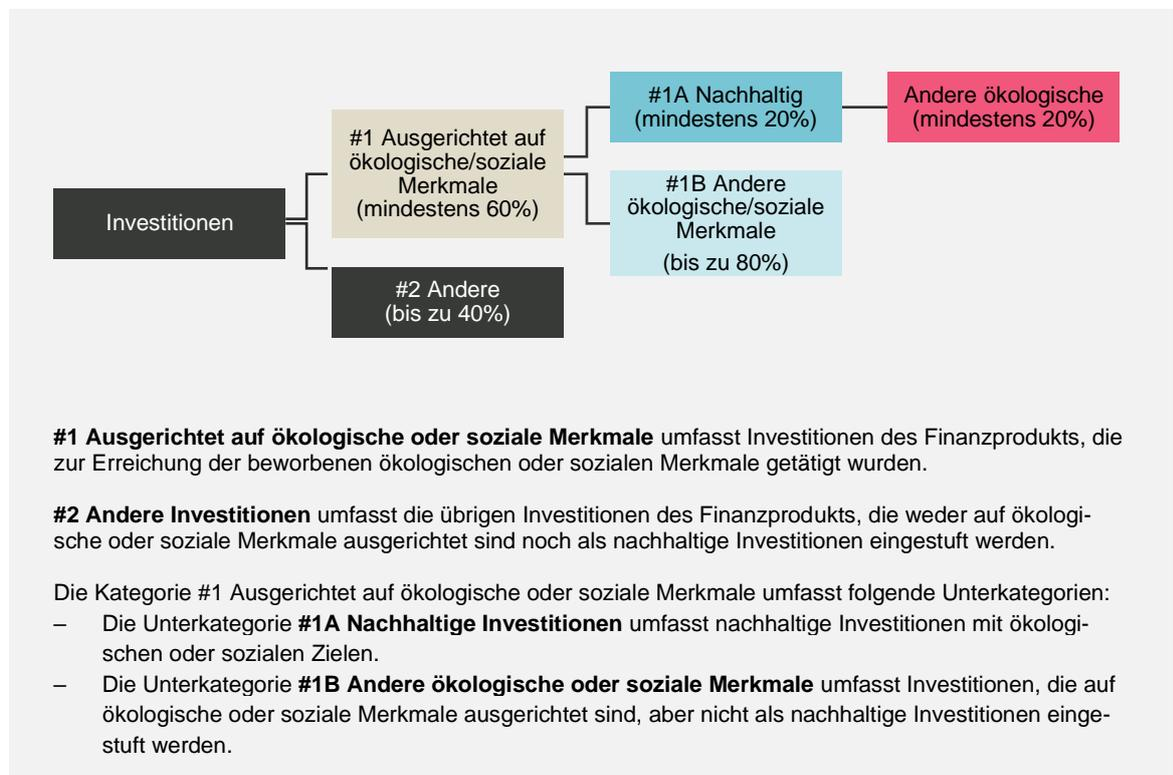 #1A Nachhaltig
(mindestens 20%)
Andere ökologische
(mindestens 20%)
#1 Ausgerichtet auf
ökologische/soziale
Merkmale
(mindestens 60%)
#1B Andere
ökologische/soziale
Merkmale
(bis zu 80%)
Investitionen
#2 Andere
(bis zu 40%)
#1 Ausgerichtet auf ökologische oder soziale Merkmale umfasst Investitionen des Finanzprodukts, die
zur Erreichung der beworbenen ökologischen oder sozialen Merkmale getätigt wurden.
#2 Andere Investitionen umfasst die übrigen Investitionen des Finanzprodukts, die weder auf ökologi-
sche oder soziale Merkmale ausgerichtet sind noch als nachhaltige Investitionen eingestuft werden.
Die Kategorie #1 Ausgerichtet auf ökologische oder soziale Merkmale umfasst folgende Unterkategorien:
– Die Unterkategorie #1A Nachhaltige Investitionen umfasst nachhaltige Investitionen mit ökologi-
schen oder sozialen Zielen.
– Die Unterkategorie #1B Andere ökologische oder soziale Merkmale umfasst Investitionen, die auf
ökologische oder soziale Merkmale ausgerichtet sind, aber nicht als nachhaltige Investitionen einge-
stuft werden.